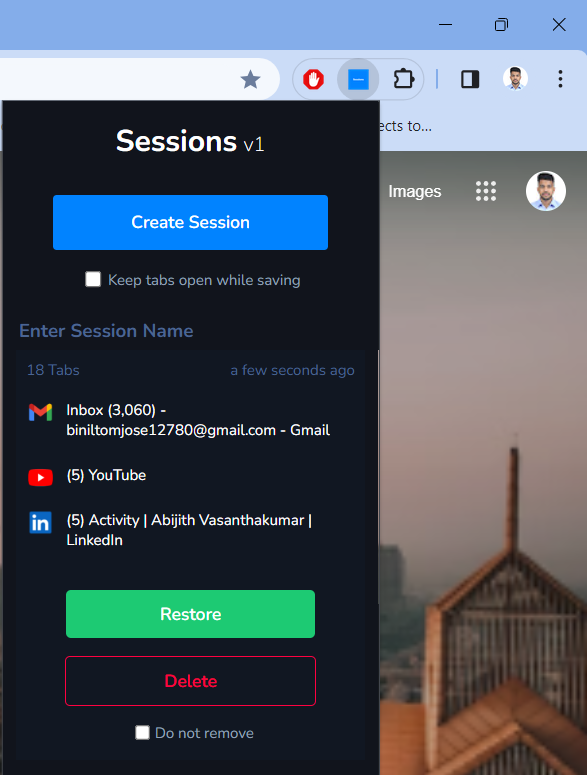 ects to...
Sessions v1
Images
Create Session
Keep tabs open while saving
Enter Session Name
18 Tabs
a few seconds ago
Inbox (3,060) -
biniltomjose12780@gmail.com - Gmail
(5) YouTube
in
(5) Activity | Abijith Vasanthakumar |
LinkedIn
Restore
Delete
Do not remove